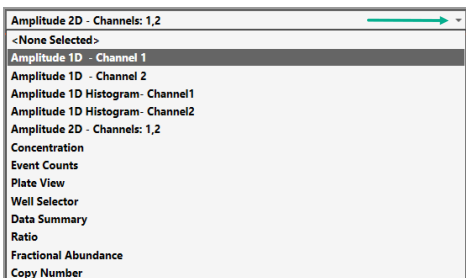 Amplitude 2D - Channels: 1,2
<None Selected>
Amplitude 1D - Channel 1
Amplitude 1D - Channel 2
Amplitude 1D Histogram- Channel1
Amplitude 1D Histogram- Channel2
Amplitude 2D - Channels: 1,2
Concentration
Event Counts
Plate View
Well Selector
Data Summary
Ratio
Fractional Abundance
Copy Number